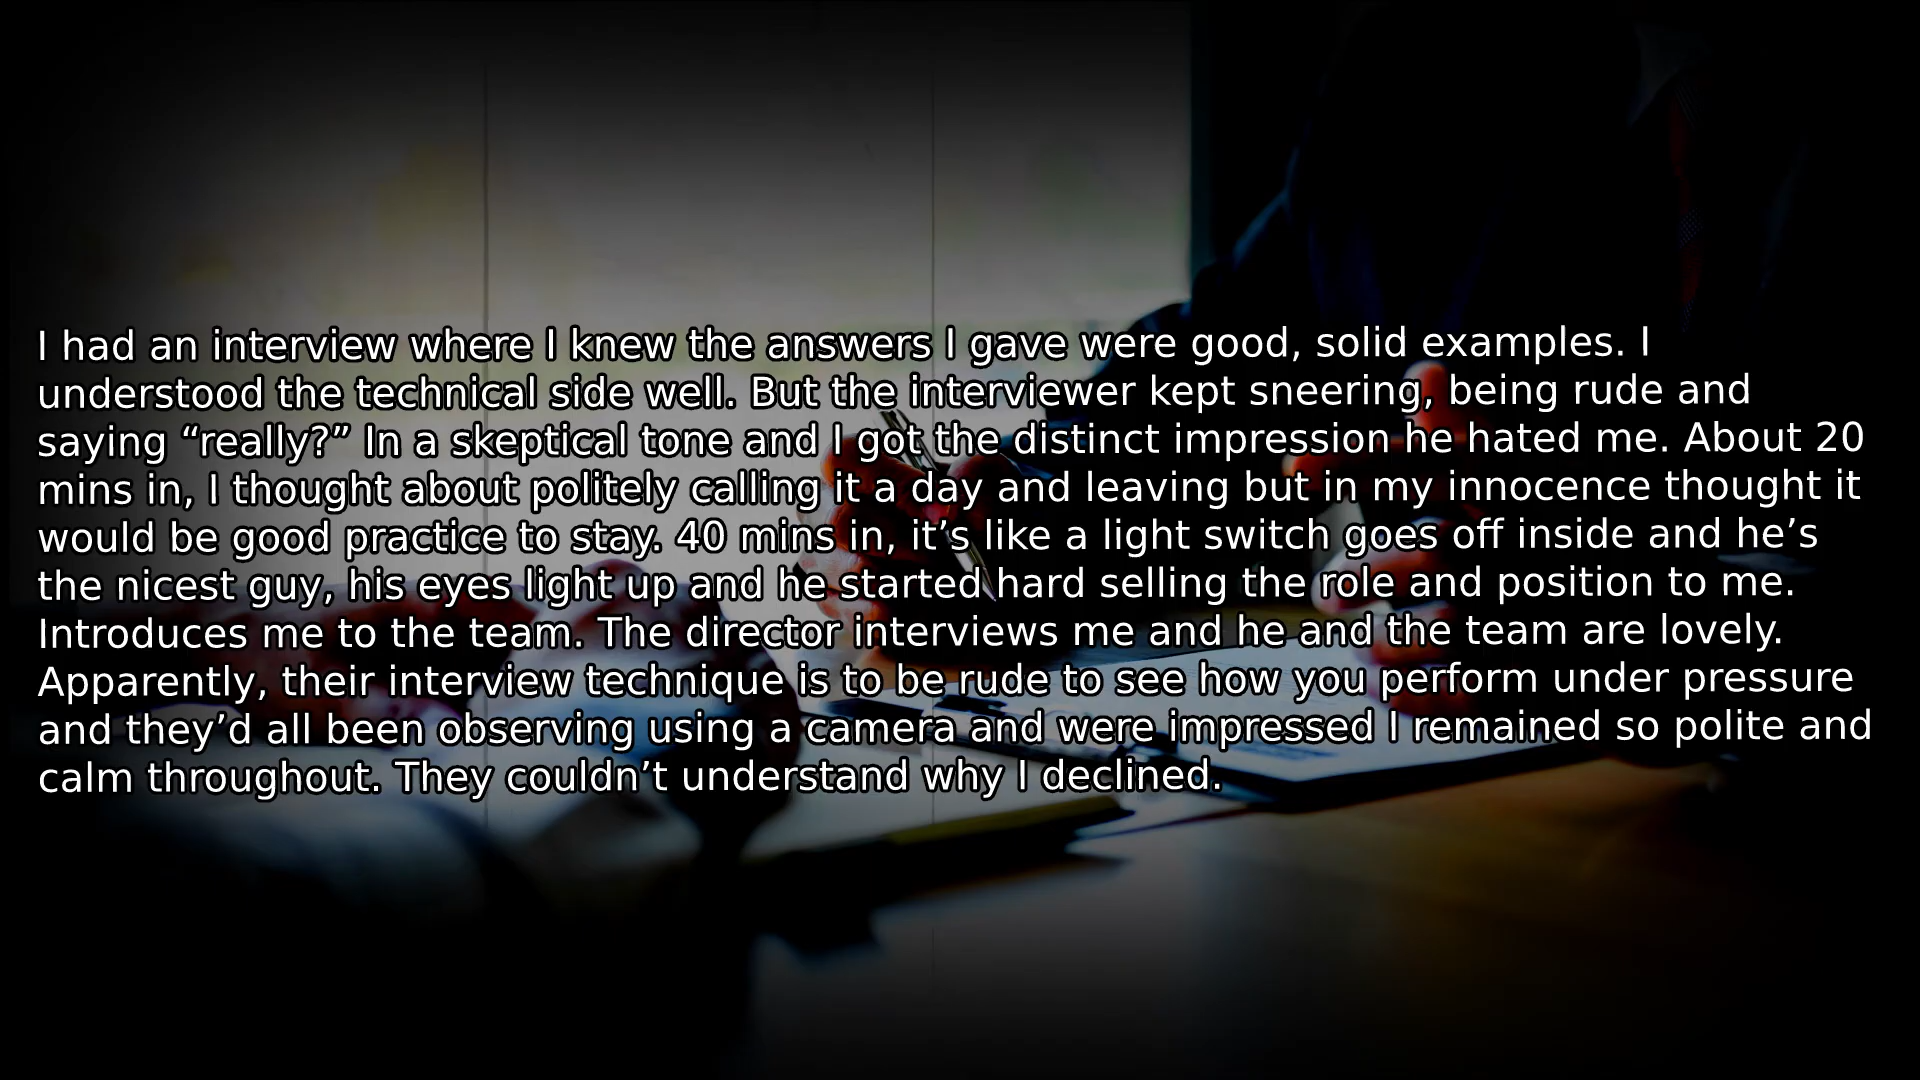 I had an interview where I knew the answers I gave were good, solid examples. I
understood the technical side well. But the interviewer kept sneering, being rude and
saying “really?” In a skeptical tone and I got the distinct impression he hated me. About 20
mins in, I thought about politely calling it a day and leaving but in my innocence thought it
would be good practice to stay. 40 mins in, it’s like a light switch goes off inside and he’s
the nicest guy, his eyes light up and he started hard selling the role and position to me.
Introduces me to the team. The director interviews me and he and the team are lovely.
Apparently, their interview technique is to be rude to see how you perform under pressure
and they’d all been observing using a camera and were impressed I remained so polite and
calm throughout. They couldn’t understand why I declined.